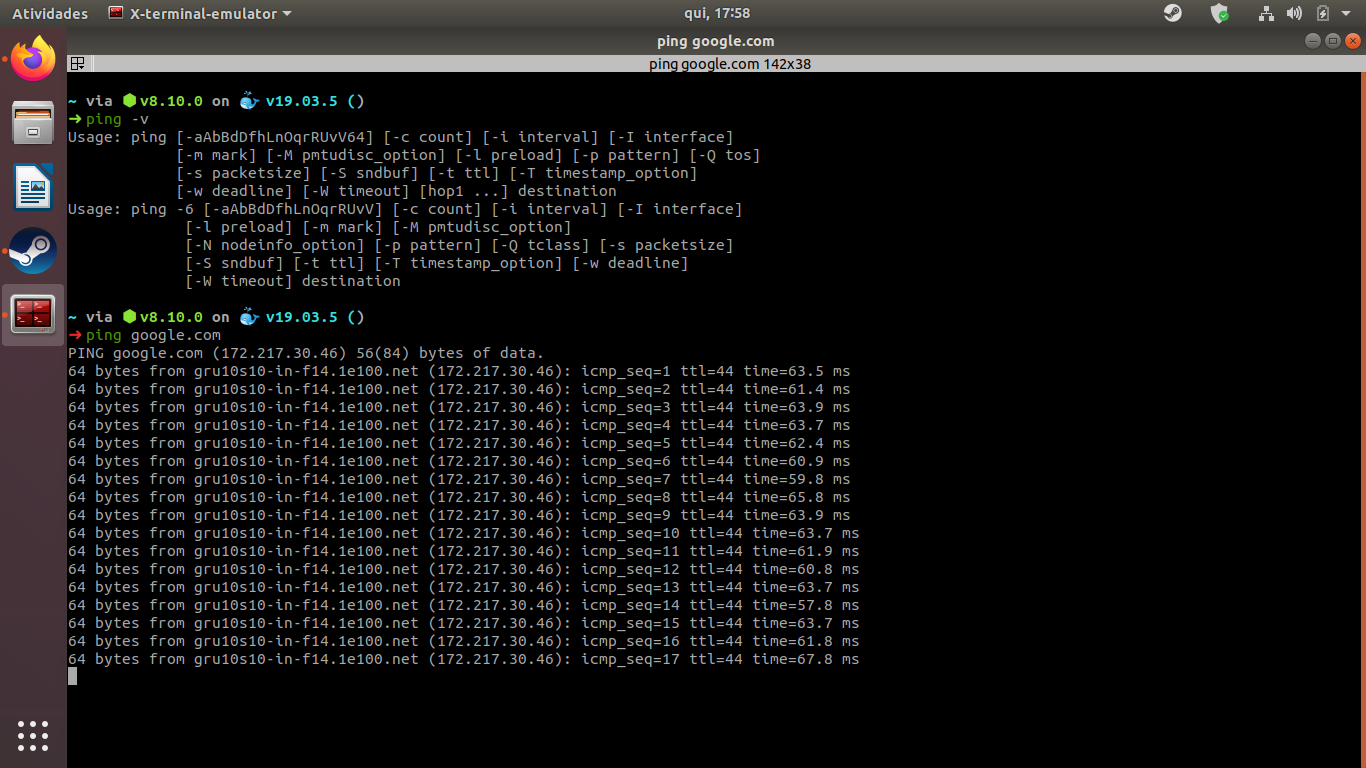 Atividades X-terminal-emulator qui, 17:58
ping google.com
ping google.com 142x38
~ via v8.10.0 on v19.03.5 ()
➜ ping -v
Usage: ping [-aAbBdDfhLnOqrRUvV64] [-c count] [-i interval] [-I interface]
[-m mark] [-M pmtudisc_option] [-l preload] [-p pattern] [-Q tos]
[-s packetsize] [-S sndbuf] [-t ttl] [-T timestamp_option]
[-w deadline] [-W timeout] [hop1 ...] destination
Usage: ping -6 [-aAbBdDfhLnOqrRUvV] [-c count] [-i interval] [-I interface]
[-l preload] [-m mark] [-M pmtudisc_option]
[-N nodeinfo_option] [-p pattern] [-Q tclass] [-s packetsize]
[-S sndbuf] [-t ttl] [-T timestamp_option] [-w deadline]
[-W timeout] destination
~ via v8.10.0 on v19.03.5 ()
➜ ping google.com
PING google.com (172.217.30.46) 56(84) bytes of data.
64 bytes from gru10s10-in-f14.1e100.net (172.217.30.46): icmp_seq=1 ttl=44 time=63.5 ms
64 bytes from gru10s10-in-f14.1e100.net (172.217.30.46): icmp_seq=2 ttl=44 time=61.4 ms
64 bytes from gru10s10-in-f14.1e100.net (172.217.30.46): icmp_seq=3 ttl=44 time=63.9 ms
64 bytes from gru10s10-in-f14.1e100.net (172.217.30.46): icmp_seq=4 ttl=44 time=63.7 ms
64 bytes from gru10s10-in-f14.1e100.net (172.217.30.46): icmp_seq=5 ttl=44 time=62.4 ms
64 bytes from gru10s10-in-f14.1e100.net (172.217.30.46): icmp_seq=6 ttl=44 time=60.9 ms
64 bytes from gru10s10-in-f14.1e100.net (172.217.30.46): icmp_seq=7 ttl=44 time=59.8 ms
64 bytes from gru10s10-in-f14.1e100.net (172.217.30.46): icmp_seq=8 ttl=44 time=65.8 ms
64 bytes from gru10s10-in-f14.1e100.net (172.217.30.46): icmp_seq=9 ttl=44 time=63.9 ms
64 bytes from gru10s10-in-f14.1e100.net (172.217.30.46): icmp_seq=10 ttl=44 time=63.7 ms
64 bytes from gru10s10-in-f14.1e100.net (172.217.30.46): icmp_seq=11 ttl=44 time=61.9 ms
64 bytes from gru10s10-in-f14.1e100.net (172.217.30.46): icmp_seq=12 ttl=44 time=60.8 ms
64 bytes from gru10s10-in-f14.1e100.net (172.217.30.46): icmp_seq=13 ttl=44 time=63.7 ms
64 bytes from gru10s10-in-f14.1e100.net (172.217.30.46): icmp_seq=14 ttl=44 time=57.8 ms
64 bytes from gru10s10-in-f14.1e100.net (172.217.30.46): icmp_seq=15 ttl=44 time=63.7 ms
64 bytes from gru10s10-in-f14.1e100.net (172.217.30.46): icmp_seq=16 ttl=44 time=61.8 ms
64 bytes from gru10s10-in-f14.1e100.net (172.217.30.46): icmp_seq=17 ttl=44 time=67.8 ms